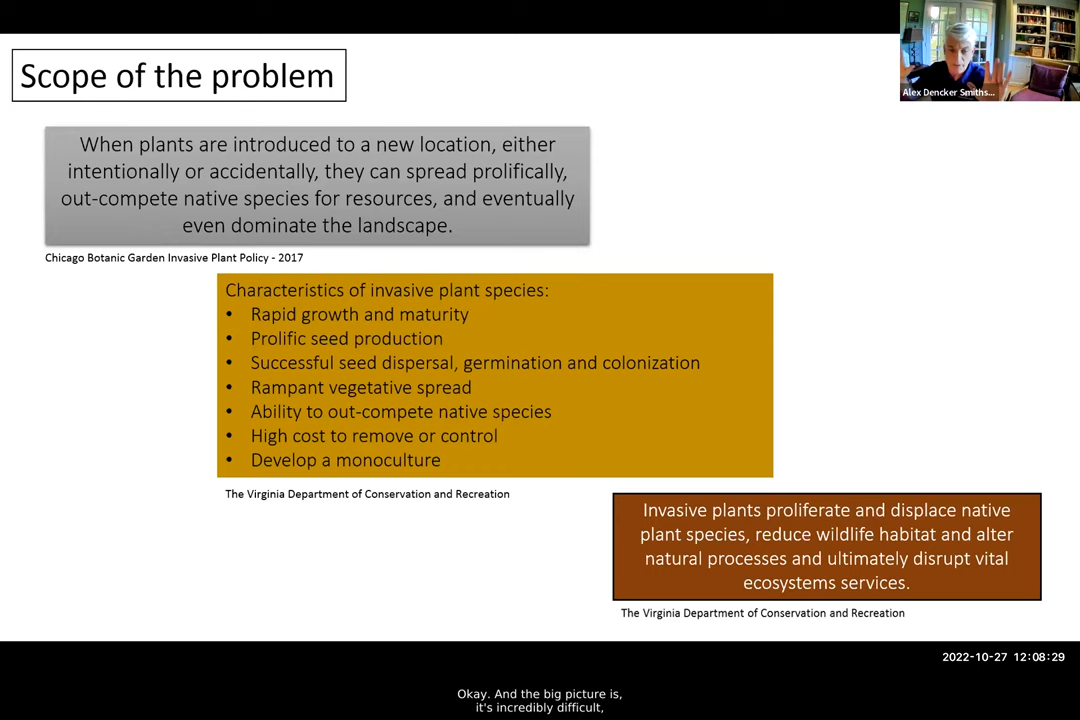 Scope of the problem
Alex Dencker Smiths...
When plants are introduced to a new location, either
intentionally or accidentally, they can spread prolifically,
out-compete native species for resources, and eventually
even dominate the landscape.
Chicago Botanic Garden Invasive Plant Policy - 2017
Characteristics of invasive plant species:
• Rapid growth and maturity
• Prolific seed production
• Successful seed dispersal, germination and colonization
• Rampant vegetative spread
• Ability to out-compete native species
• High cost to remove or control
• Develop a monoculture
The Virginia Department of Conservation and Recreation
Invasive plants proliferate and displace native
plant species, reduce wildlife habitat and alter
natural processes and ultimately disrupt vital
ecosystems services.
The Virginia Department of Conservation and Recreation
2022-10-27 12:08:29
Okay. And the big picture is,
it's incredibly difficult,